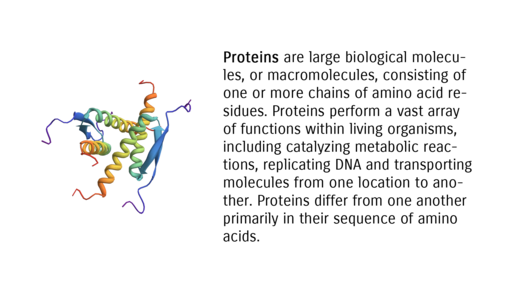 Proteins are large biological molecu-
les, or macromolecules, consisting of
one or more chains of amino acid re-
sidues. Proteins perform a vast array
of functions within living organisms,
including catalyzing metabolic reac-
tions, replicating DNA and transporting
molecules from one location to ano-
ther. Proteins differ from one another
primarily in their sequence of amino
acids.